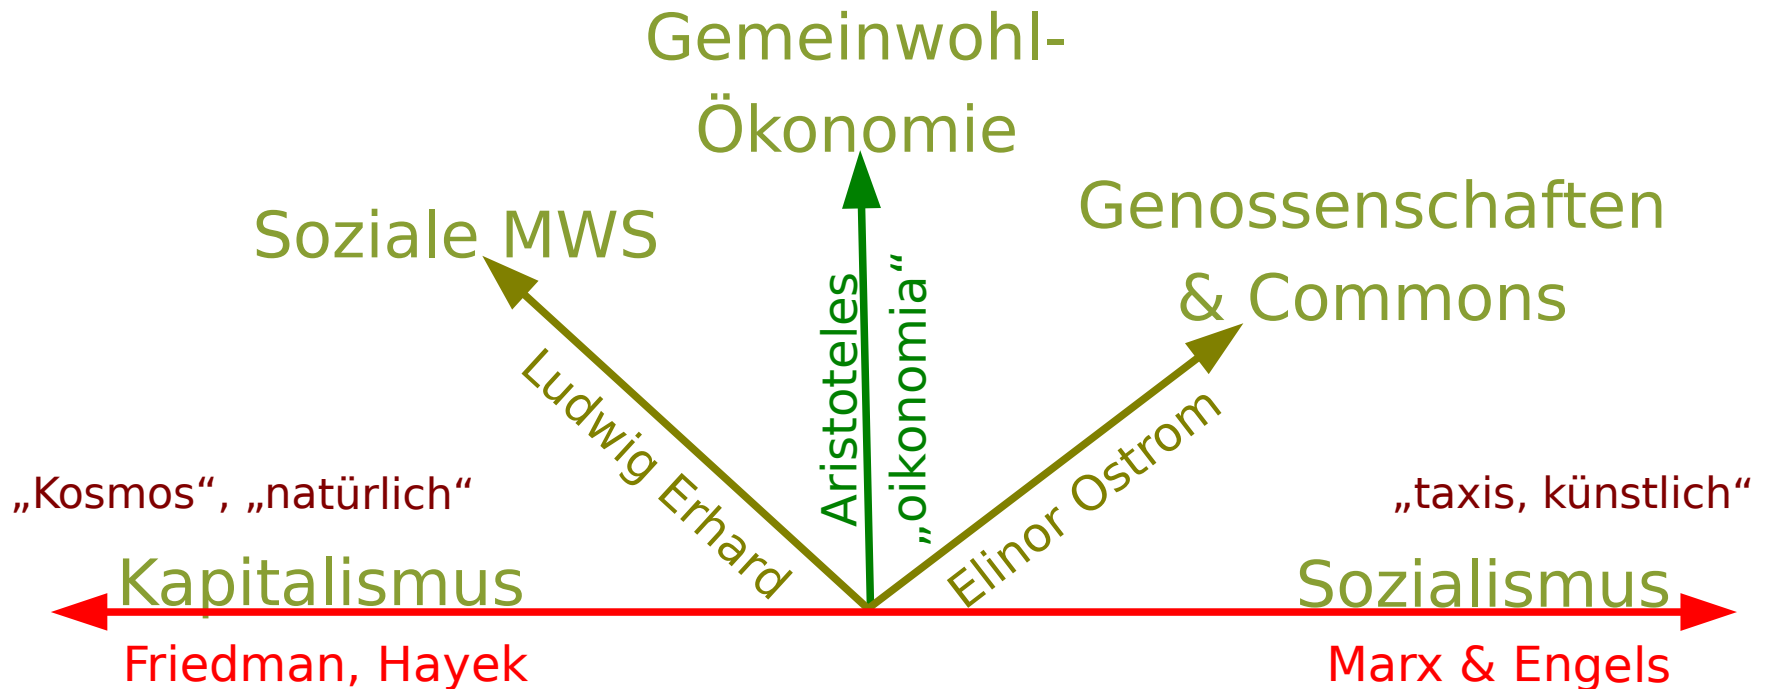 Gemeinwohl-
Ökonomie
Soziale MWS
Genossenschaften
& Commons
Ludwig Erhard
Aristoteles
„oikonomia“
Elinor Ostrom
„Kosmos“, „natürlich“
„taxis, künstlich“
Kapitalismus
Sozialismus
Friedman, Hayek
Marx & Engels